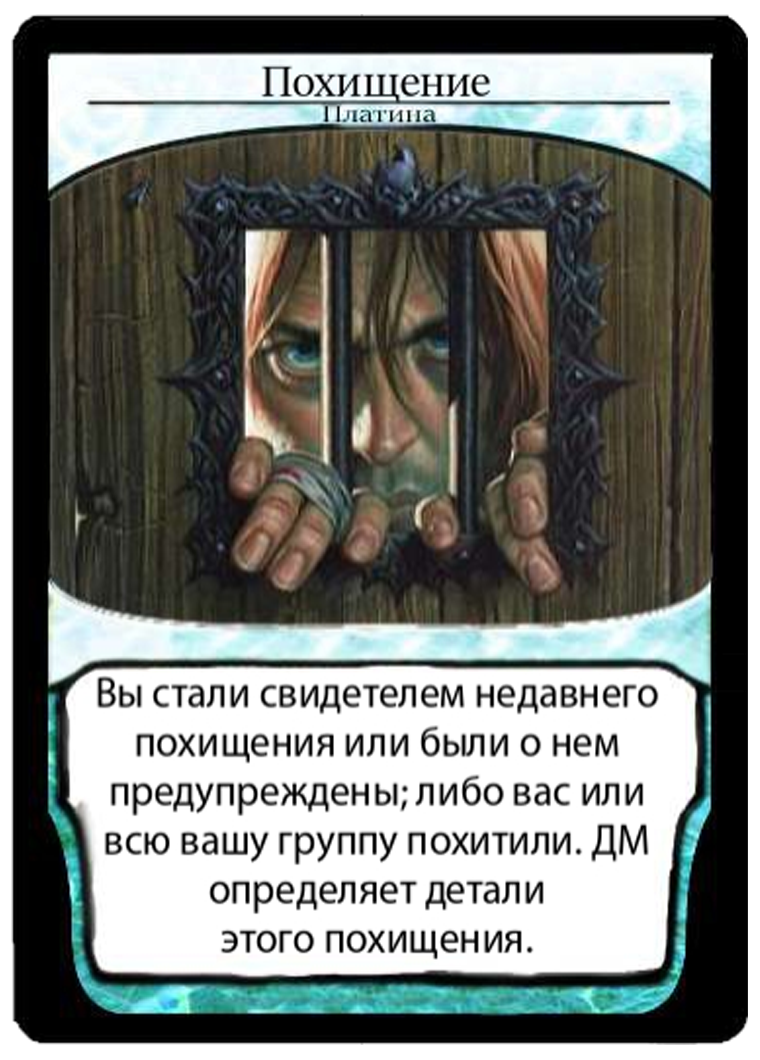 Похищение
Платина
Вы стали свидетелем недавнего
похищения или были о нем
предупреждены; либо вас или
всю вашу группу похитили. ДМ
определяет детали
этого похищения.